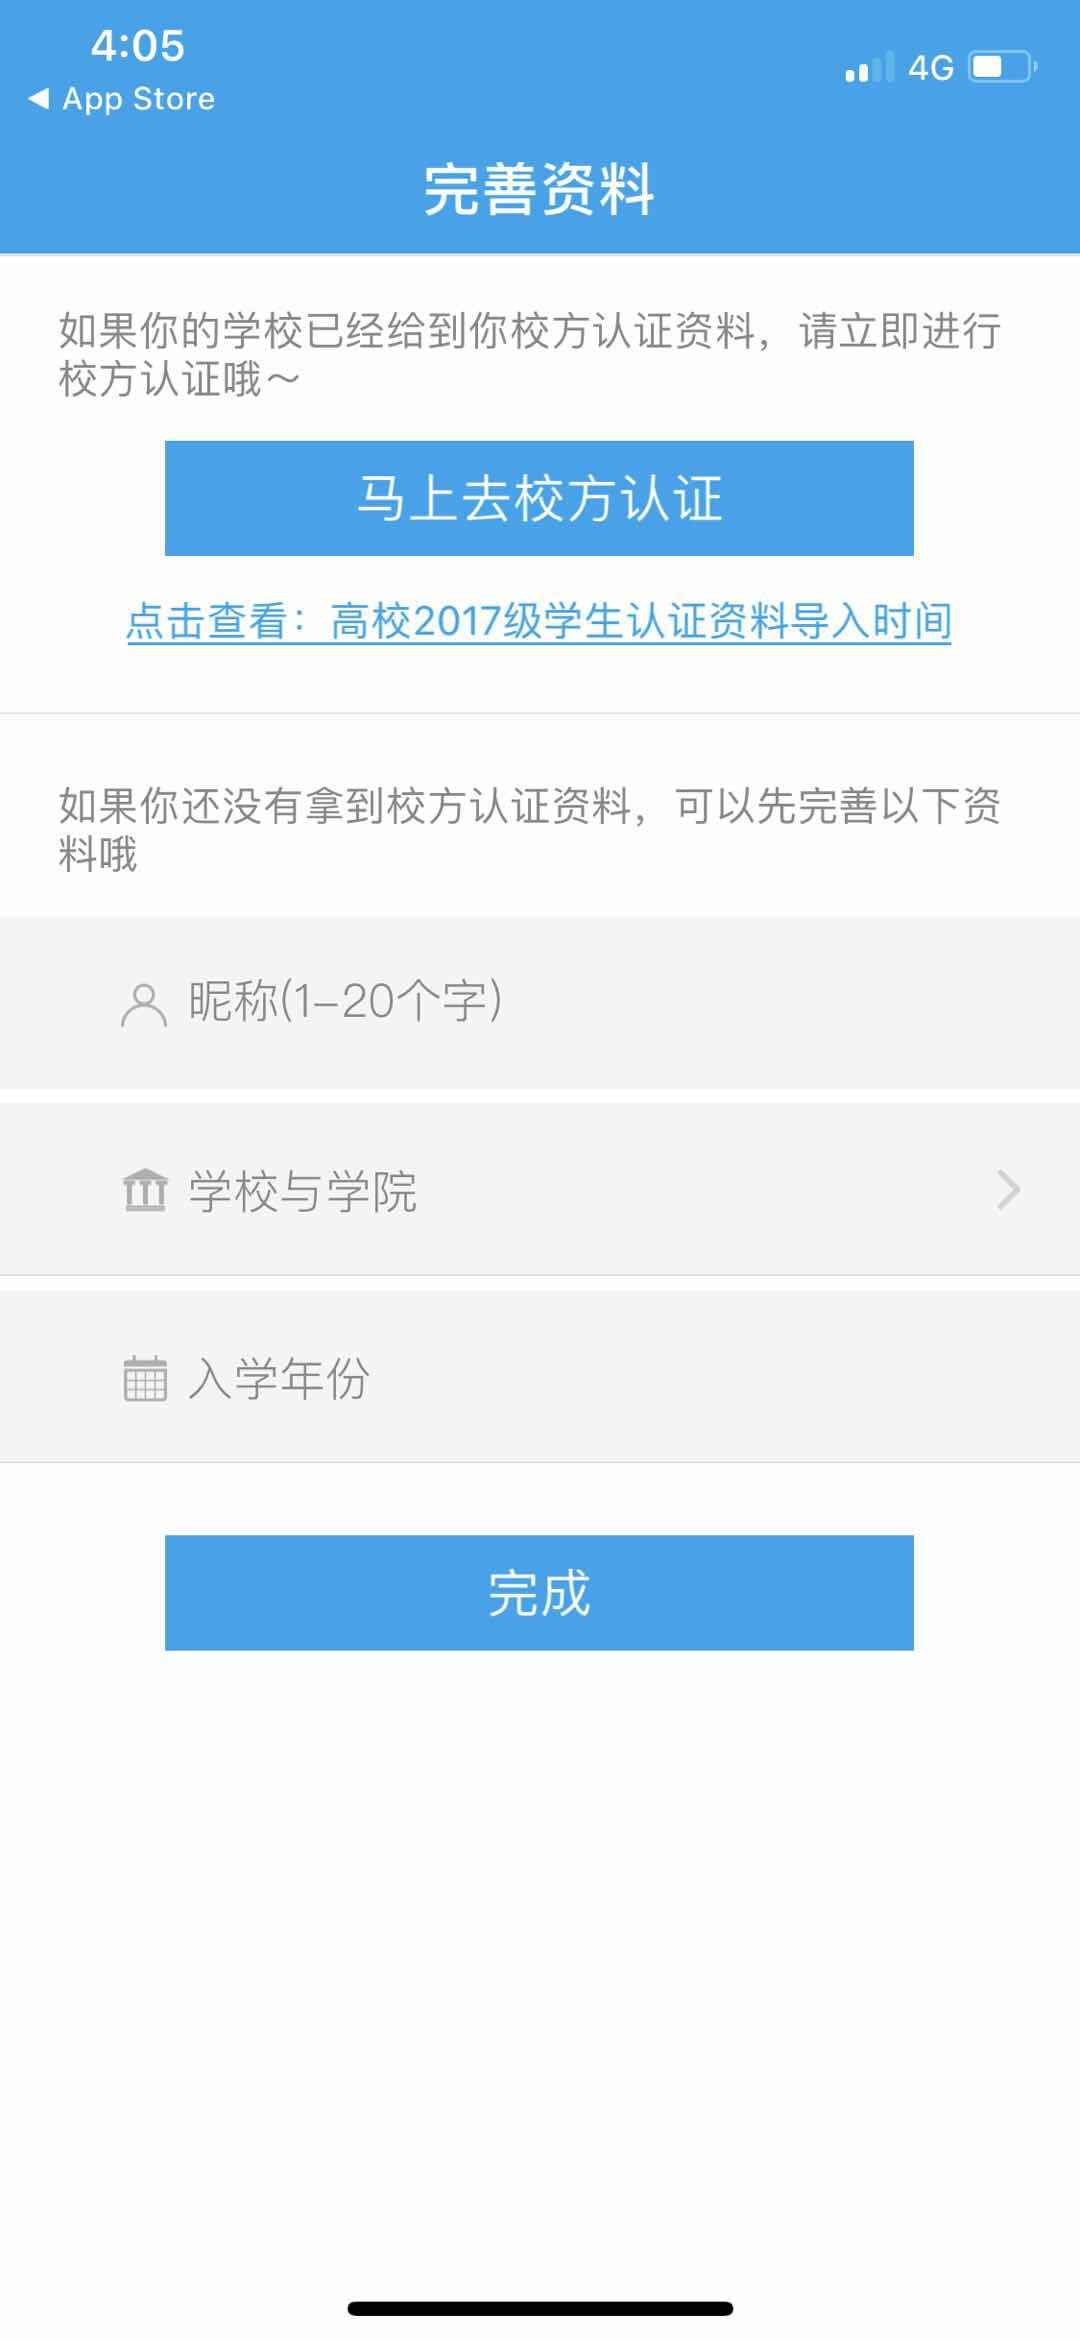 4:05
4G
◀ App Store
完善资料
如果你的学校已经给到你校方认证资料，请立即进行
校方认证哦～
马上去校方认证
点击查看：高校2017级学生认证资料导入时间
如果你还没有拿到校方认证资料，可以先完善以下资
料哦
昵称(1-20个字)
学校与学院
入学年份
完成